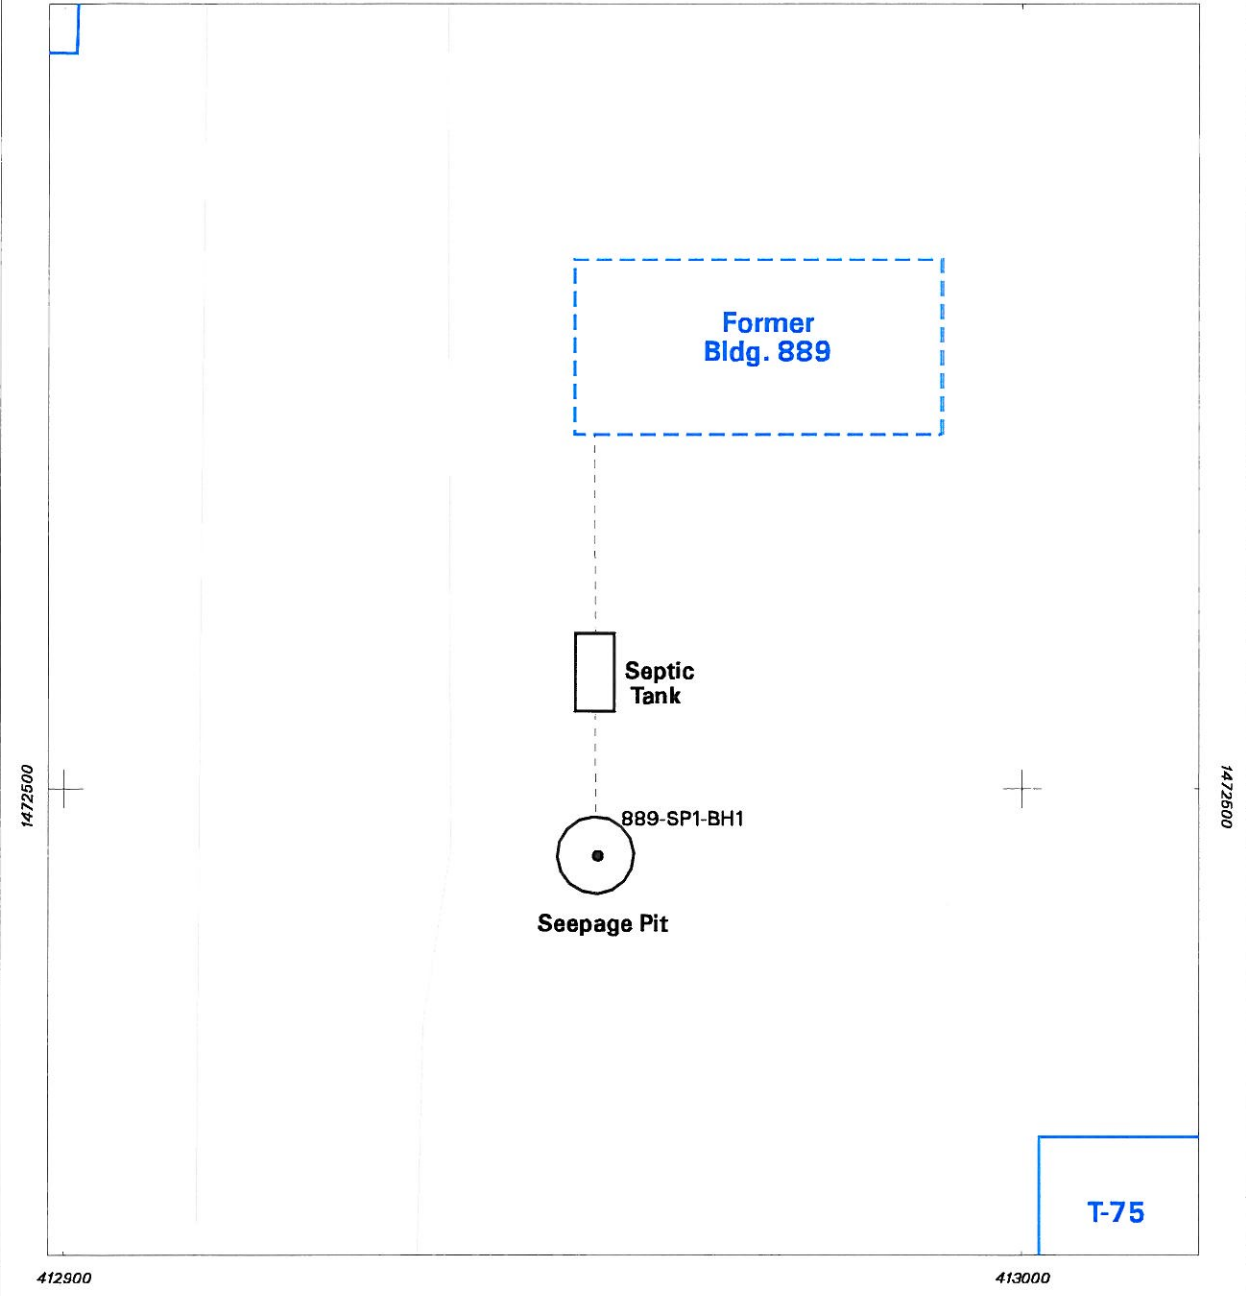 Former
Bldg. 889
Septic
Tank
1472500
1472500
889-SP1-BH1
Seepage Pit
T-75
412900
413000